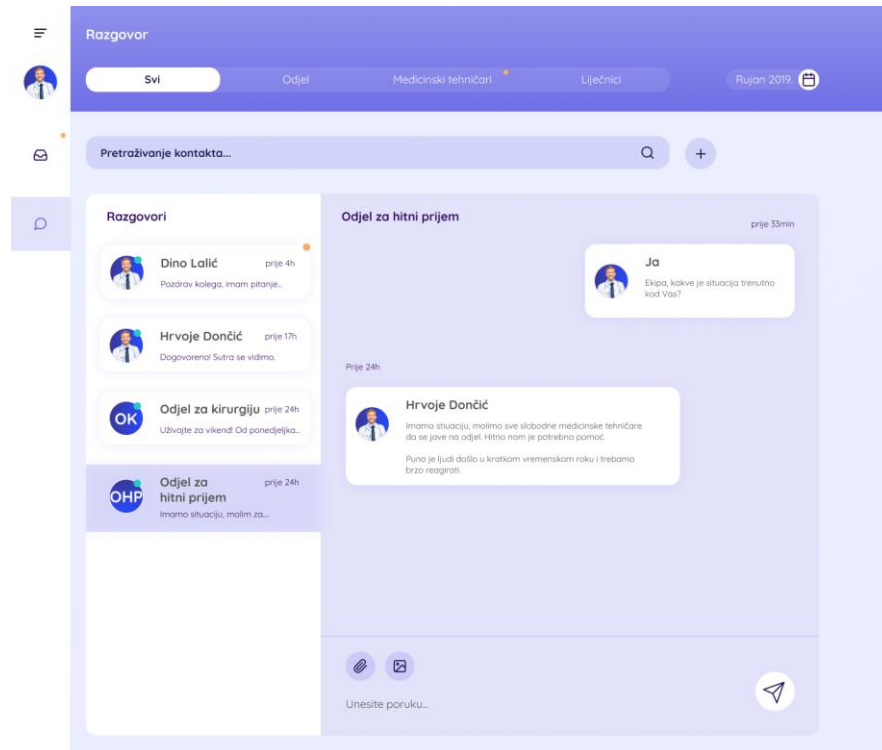 Razgovor
Svi
Odjel
Medicinski tehničari
Liječnici
Rujan 2019.
Pretraživanje kontakta...
Razgovori
Dino Lalić
prije 4h
Pozdrav kolega, imam pitanje...
Hrvoje Dončić
prije 17h
Dogovoreno! Sutra se vidimo.
OK
Odjel za kirurgiju
prije 24h
Uživajte za vikend! Od ponedjeljka...
OHP
Odjel za
hitni prijem
prije 24h
Imamo situaciju, molim za....
Odjel za hitni prijem
prije 33min
Ja
Ekipa, kakve je situacija trenutno
kod Vas?
Prije 24h
Hrvoje Dončić
Imamo stiuaciju, molimo sve slobodne medicinske tehničare
da se jave na odjel. Hitno nam je potrebno pomoć.
Puno je ljudi došlo u kratkom vremenskom roku i trebamo
brzo reagirati.
Unesite poruku...